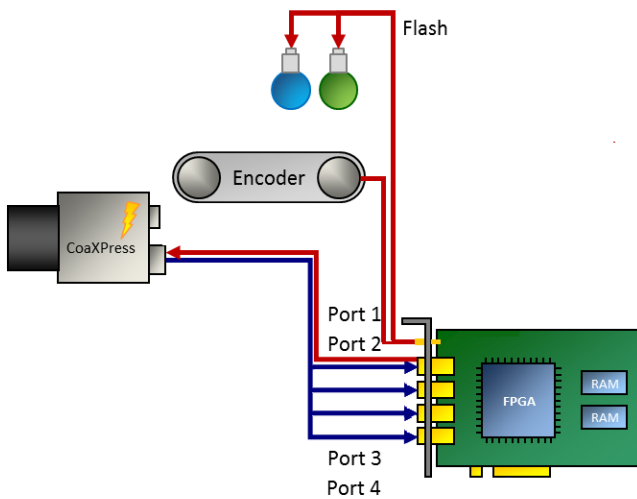 Flash
Encoder
CoaXPress
Port 1
Port 2
FPGA
RAM
RAM
Port 3
Port 4